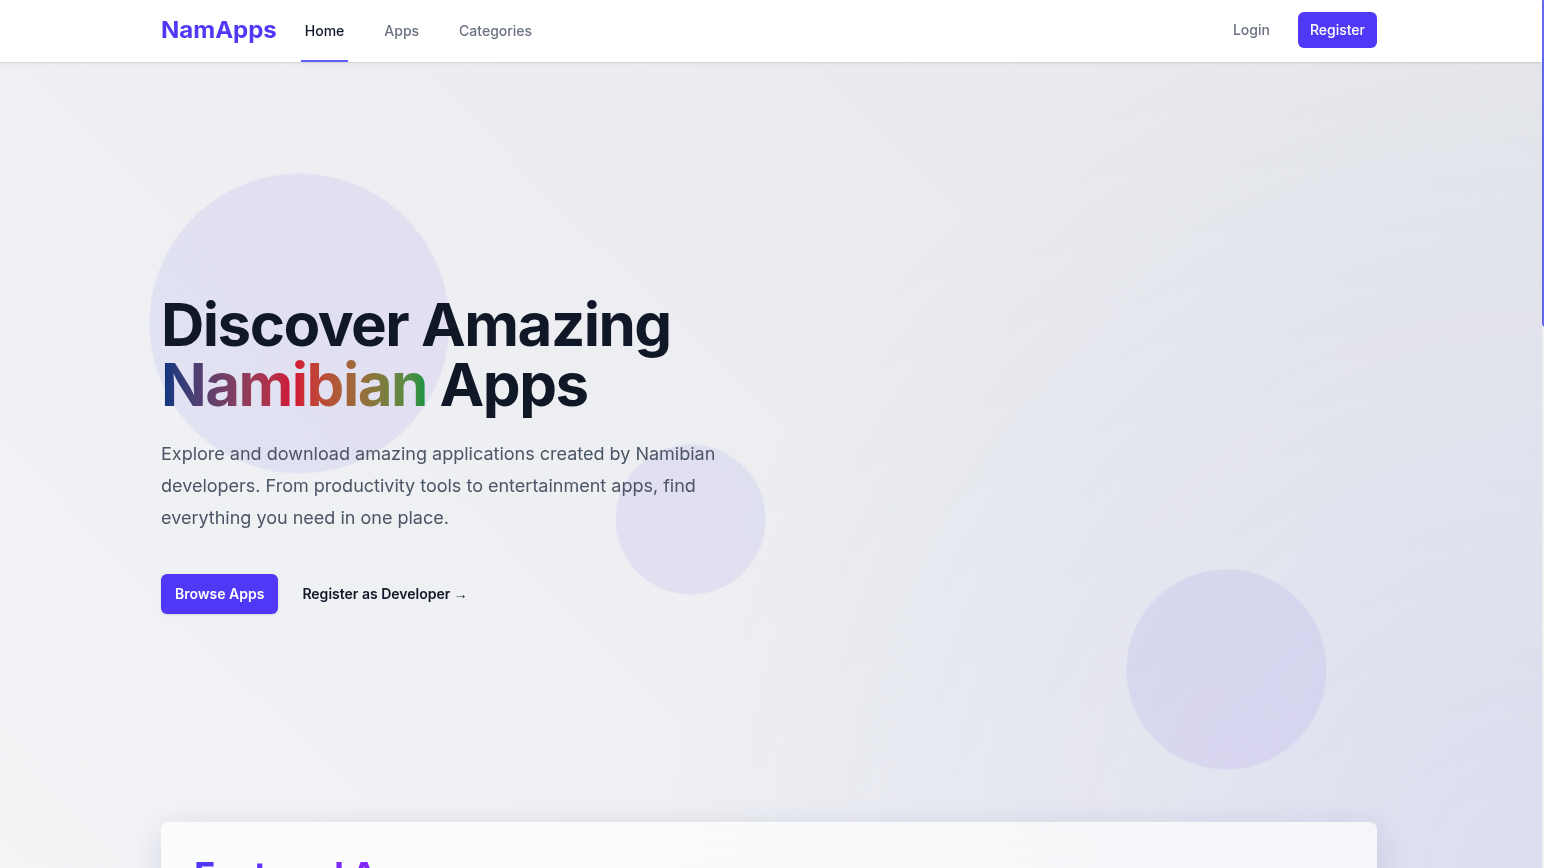 NamApps
Home
Apps
Categories
Login
Register
Discover Amazing
Namibian Apps
Explore and download amazing applications created by Namibian
developers. From productivity tools to entertainment apps, find
everything you need in one place.
Browse Apps
Register as Developer →